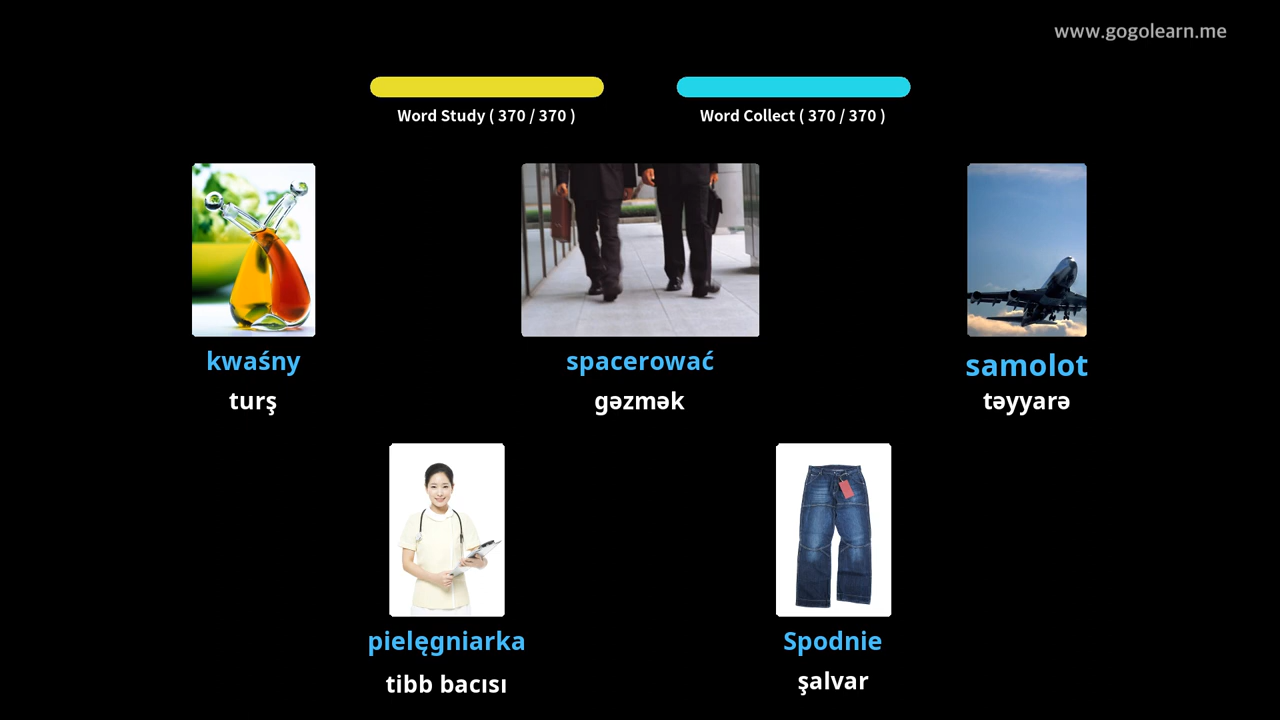 www.gogolearn.me
Word Study ( 370 / 370 )
Word Collect ( 370 / 370 )
kwaśny
turş
spacerować
gəzmək
samolot
təyyarə
pielęgniarka
tibb bacısı
Spodnie
şalvar